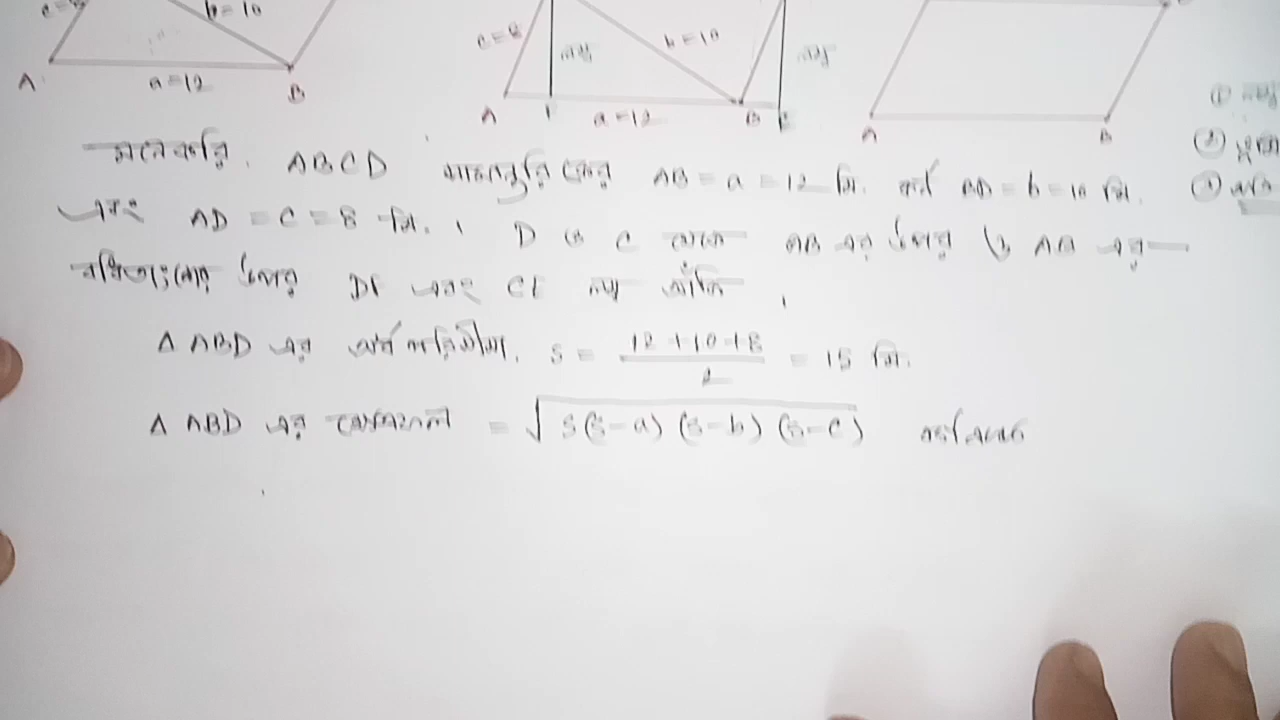 b = 10
A a = 12 B
c = 8 লম্ব b = 10 লম্ব
A F a = 12 B E
A B
মনে করি, ABCD সামান্তরিকের AB = a = 12 মি. কর্ণ BD = b = 10 মি.
এবং AD = c = 8 মি. । D ও C থেকে AB এর উপর ও AB এর
বর্ধিতাংশের উপর DF এবং CE লম্ব আঁকি ।
Δ ABD এর অর্ধপরিসীমা, s = (12 + 10 + 8)/2 = 15 মি.
Δ ABD এর ক্ষেত্রফল = √s(s-a)(s-b)(s-c) বর্গএকক